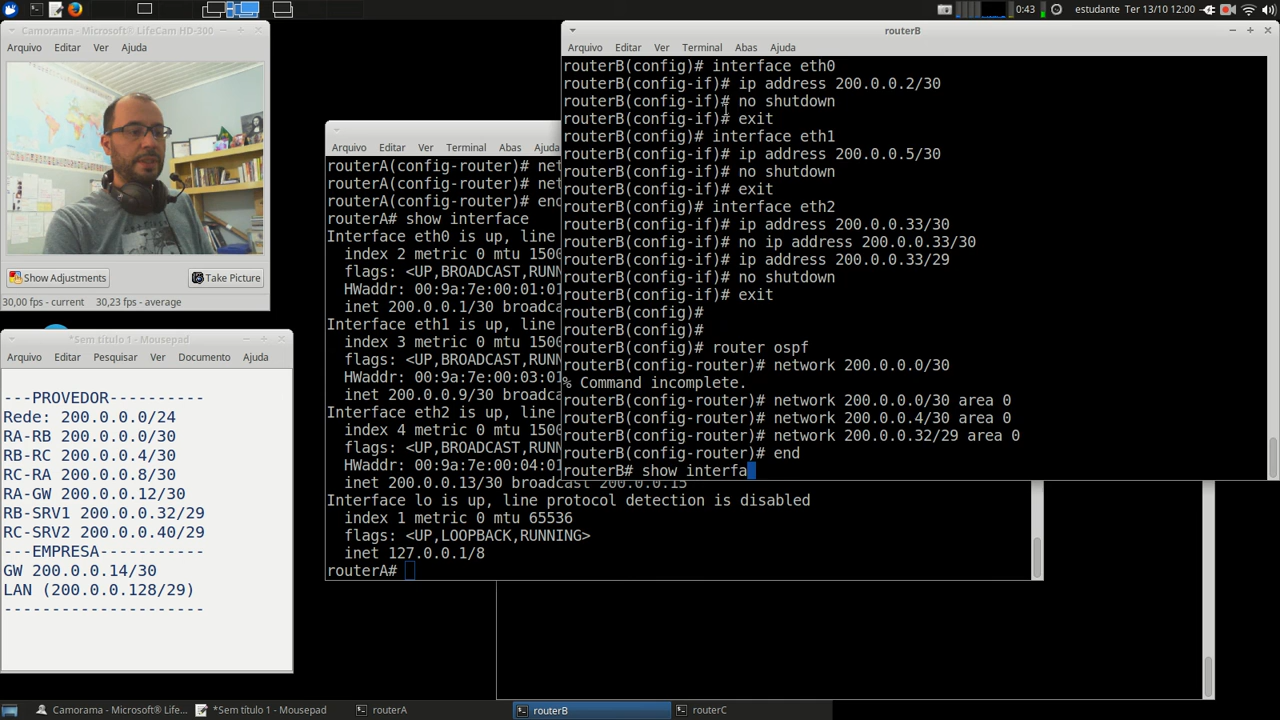 0:43
estudante
Ter 13/10 12:00
Camorama - Microsoft® LifeCam HD-300
Arquivo Editar Ver Ajuda
Show Adjustments
Take Picture
30,00 fps - current
30,23 fps - average
*Sem título 1 - Mousepad
Arquivo Editar Pesquisar Ver Documento Ajuda
---PROVEDOR----------
Rede: 200.0.0.0/24
RA-RB 200.0.0.0/30
RB-RC 200.0.0.4/30
RC-RA 200.0.0.8/30
RA-GW 200.0.0.12/30
RB-SRV1 200.0.0.32/29
RC-SRV2 200.0.0.40/29
---EMPRESA-----------
GW 200.0.0.14/30
LAN (200.0.0.128/29)
---------------------
Arquivo Editar Ver Terminal Abas Ajuda
routerA(config-router)# net
routerA(config-router)# net
routerA(config-router)# end
routerA# show interface
Interface eth0 is up, line
index 2 metric 0 mtu 1500
flags: <UP,BROADCAST,RUNN
HWaddr: 00:9a:7e:00:01:01
inet 200.0.0.1/30 broadca
Interface eth1 is up, line
index 3 metric 0 mtu 1500
flags: <UP,BROADCAST,RUNN
HWaddr: 00:9a:7e:00:03:01
inet 200.0.0.9/30 broadca
Interface eth2 is up, line
index 4 metric 0 mtu 1500
flags: <UP,BROADCAST,RUNN
HWaddr: 00:9a:7e:00:04:01
inet 200.0.0.13/30 broadcast 200.0.0.15
Interface lo is up, line protocol detection is disabled
index 1 metric 0 mtu 65536
flags: <UP,LOOPBACK,RUNNING>
inet 127.0.0.1/8
routerA#
routerB
Arquivo Editar Ver Terminal Abas Ajuda
routerB(config)# interface eth0
routerB(config-if)# ip address 200.0.0.2/30
routerB(config-if)# no shutdown
routerB(config-if)# exit
routerB(config)# interface eth1
routerB(config-if)# ip address 200.0.0.5/30
routerB(config-if)# no shutdown
routerB(config-if)# exit
routerB(config)# interface eth2
routerB(config-if)# ip address 200.0.0.33/30
routerB(config-if)# no ip address 200.0.0.33/30
routerB(config-if)# ip address 200.0.0.33/29
routerB(config-if)# no shutdown
routerB(config-if)# exit
routerB(config)#
routerB(config)#
routerB(config)# router ospf
routerB(config-router)# network 200.0.0.0/30
% Command incomplete.
routerB(config-router)# network 200.0.0.0/30 area 0
routerB(config-router)# network 200.0.0.4/30 area 0
routerB(config-router)# network 200.0.0.32/29 area 0
routerB(config-router)# end
routerB# show interfa
Camorama - Microsoft® Life...
*Sem título 1 - Mousepad
routerA
routerB
routerC